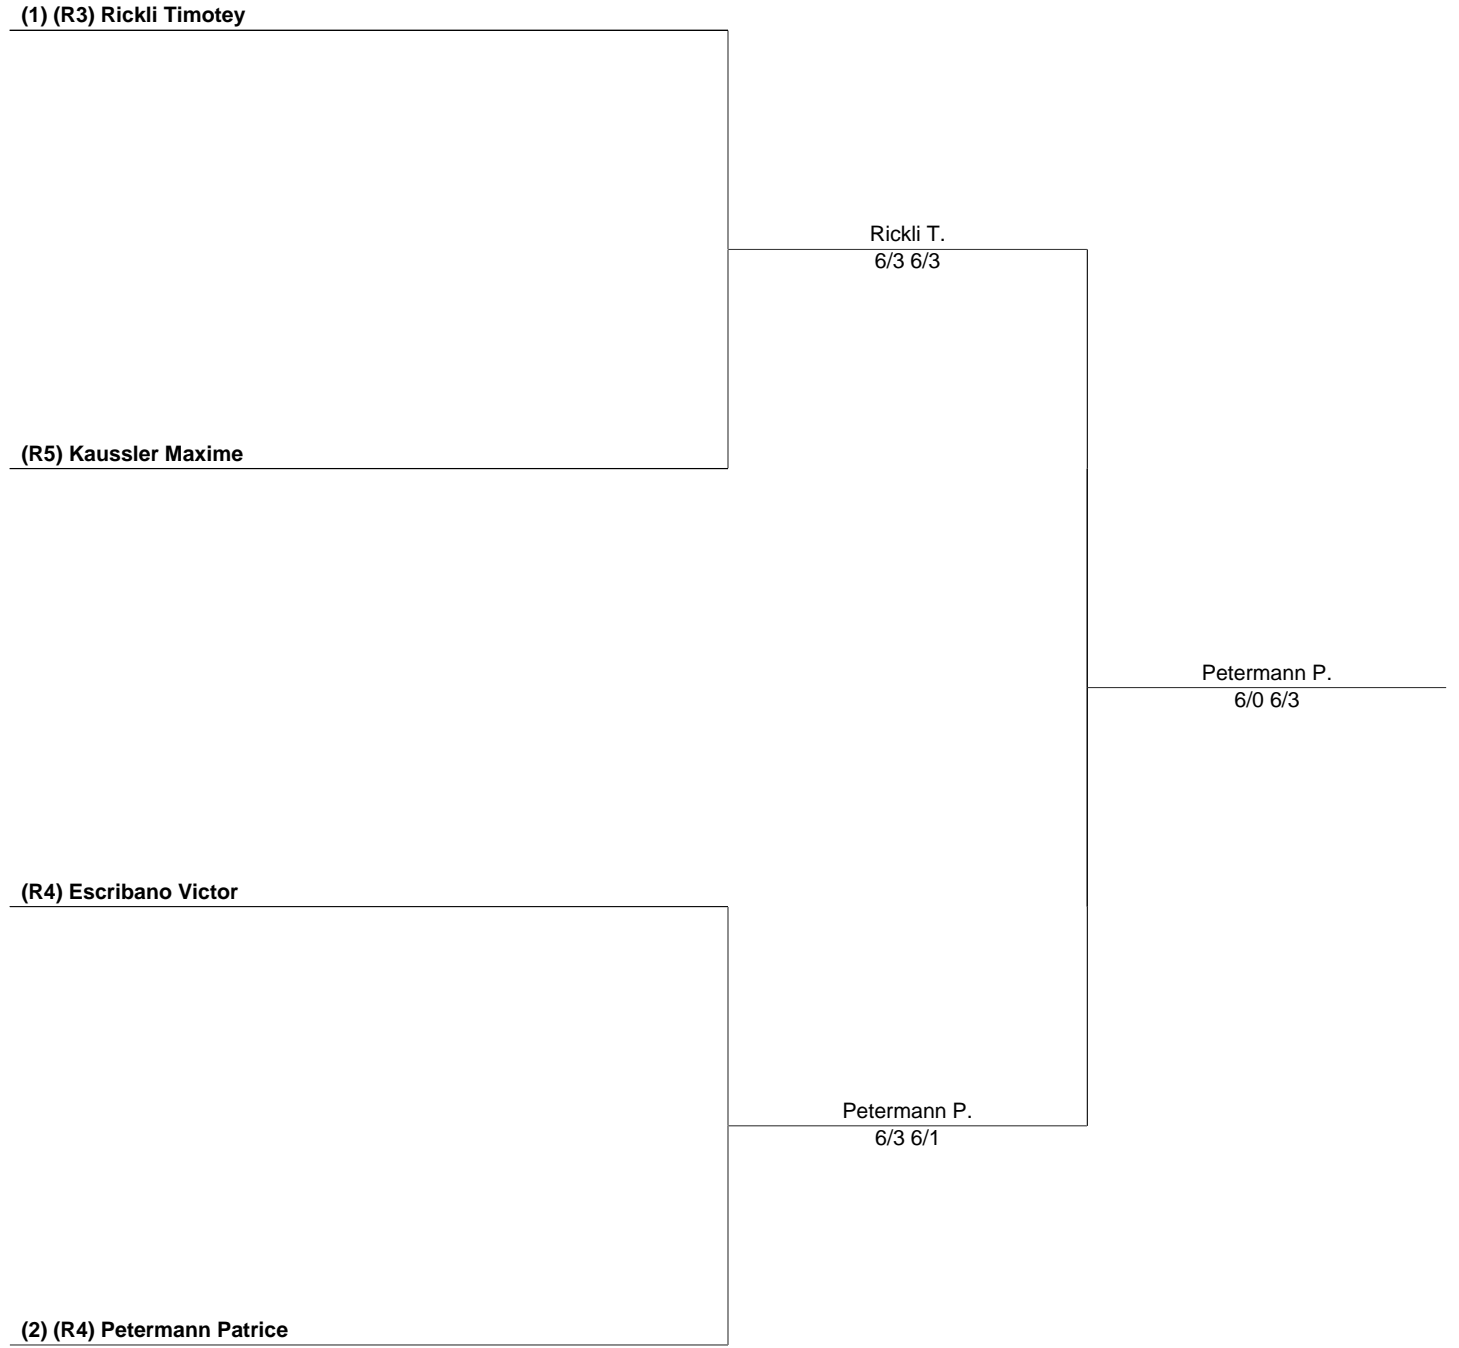 (1) (R3) Rickli Timotey
Rickli T.
6/3 6/3
(R5) Kaussler Maxime
Petermann P.
6/0 6/3
(R4) Escribano Victor
Petermann P.
6/3 6/1
(2) (R4) Petermann Patrice